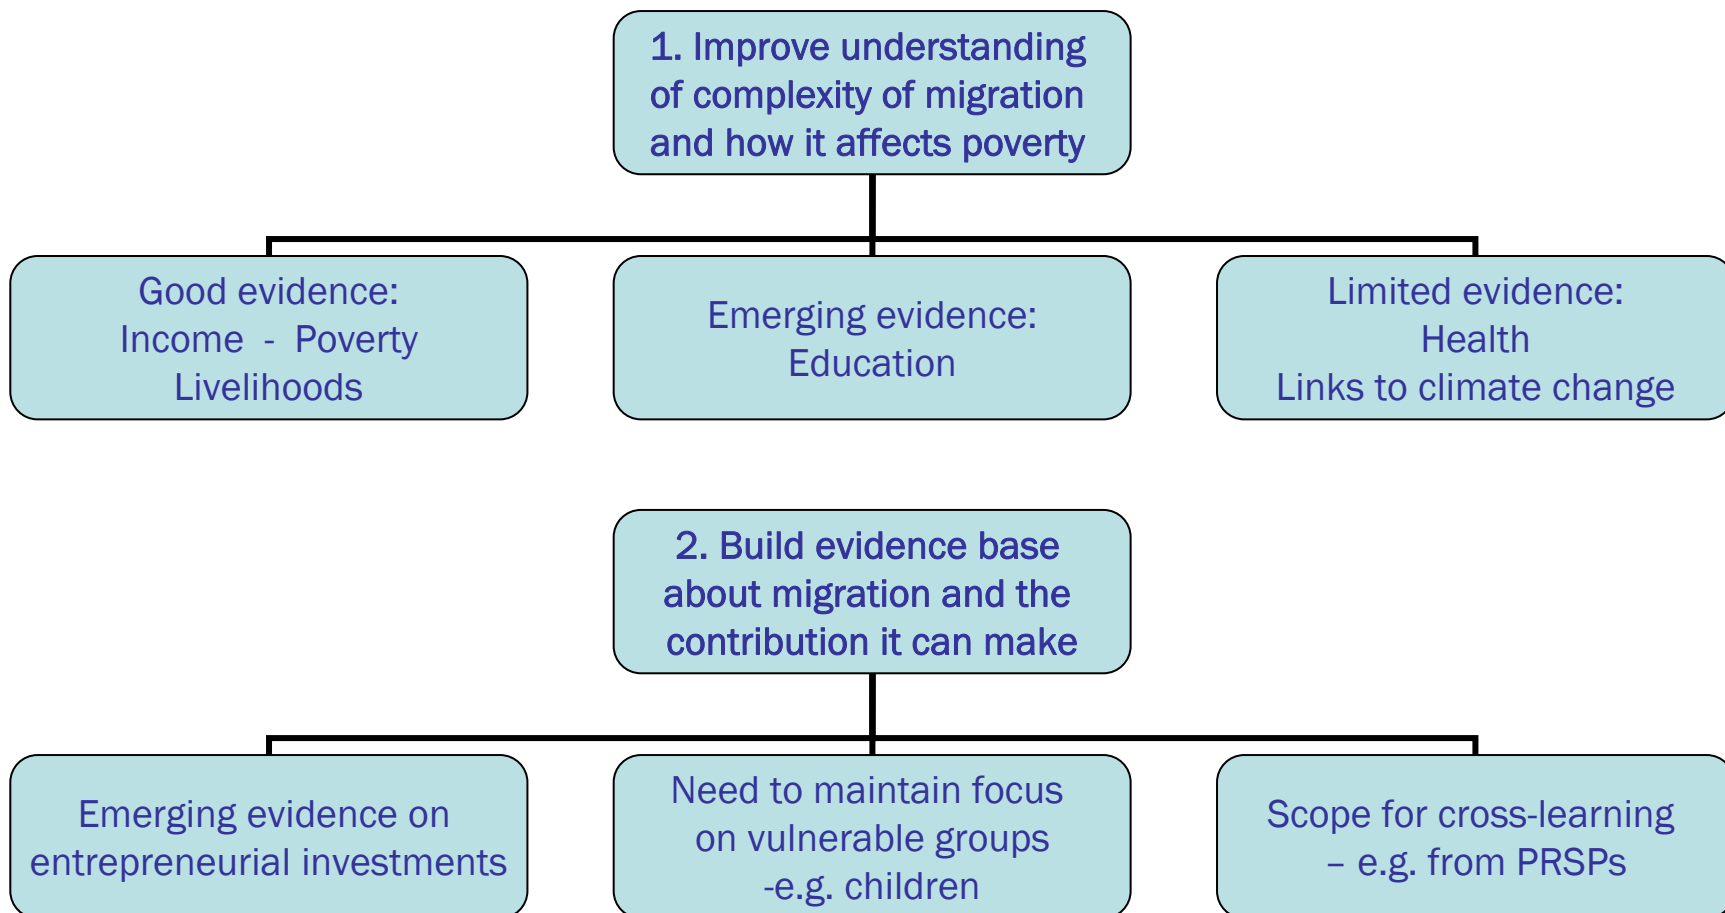 1. Improve understanding
of complexity of migration
and how it affects poverty
Good evidence:
Income - Poverty
Livelihoods
Emerging evidence:
Education
Limited evidence:
Health
Links to climate change
2. Build evidence base
about migration and the
contribution it can make
Emerging evidence on
entrepreneurial investments
Need to maintain focus
on vulnerable groups
-e.g. children
Scope for cross-learning
– e.g. from PRSPs